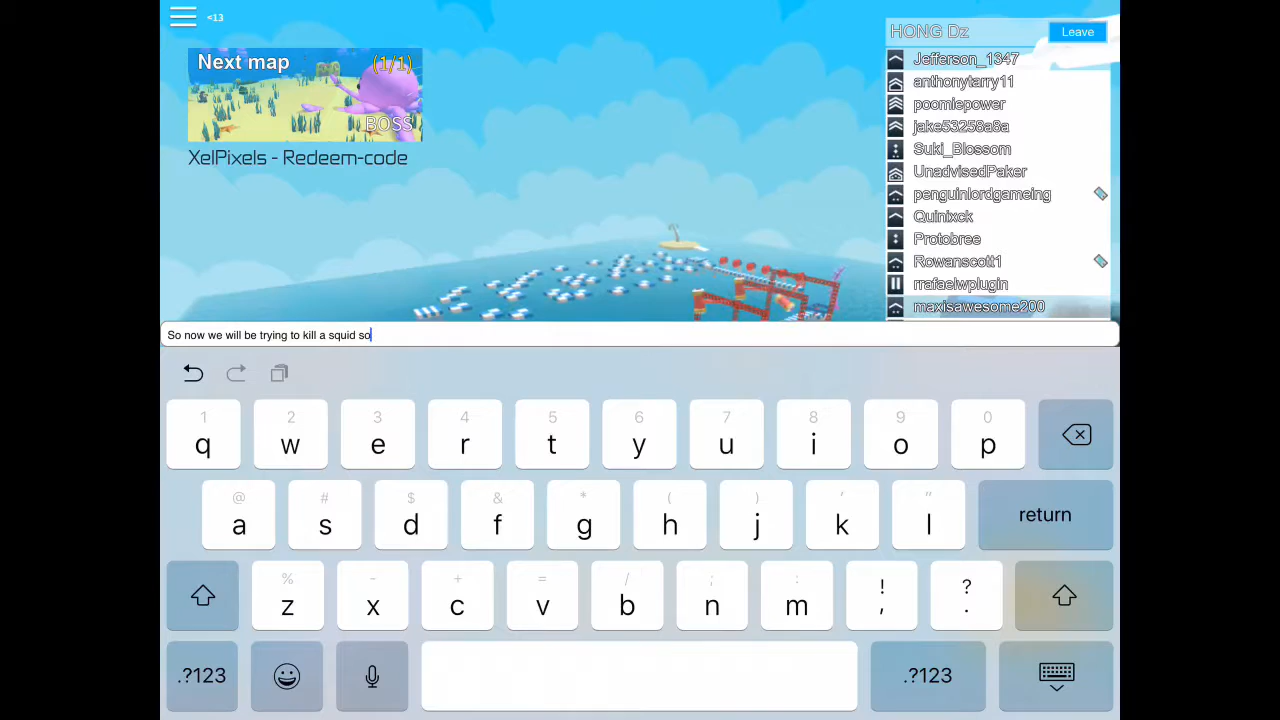 <13
HONG Dz
Leave
Next map
(1/1)
BOSS
XelPixels - Redeem-code
Jefferson_1347
anthonytarry11
poomiepower
jake53258a8a
Suki_Blossom
UnadvisedPaker
penguinlordgameing
Quinixck
Protobree
Rowanscott1
rrafaelwplugin
maxisawesome200
So now we will be trying to kill a squid so
1 2 3 4 5 6 7 8 9 0
q w e r t y u i o p
@ # $ & * ( ) ' "
a s d f g h j k l return
% - + = / ; : ! ?
z x c v b n m , .
.?123 .?123